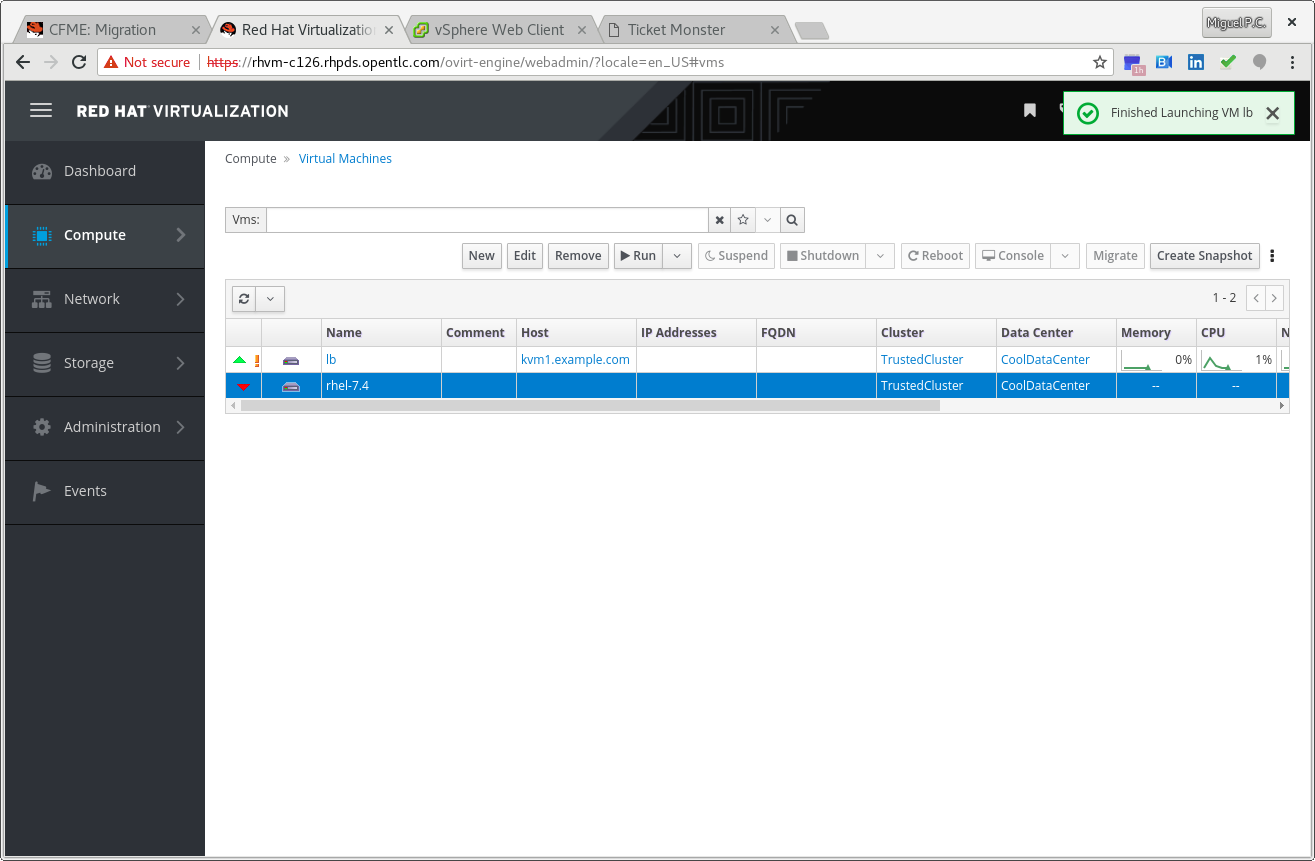 CFME: Migration
Red Hat Virtualizatio
vSphere Web Client
Ticket Monster
Miguel P.C.
Not secure
https://rhvm-c126.rhpds.opentlc.com/ovirt-engine/webadmin/?locale=en_US#vms
1h
RED HAT VIRTUALIZATION
Finished Launching VM lb
Dashboard
Compute
Network
Storage
Administration
Events
Compute » Virtual Machines
Vms:
New Edit Remove Run Suspend Shutdown Reboot Console Migrate Create Snapshot
1 - 2
Name Comment Host IP Addresses FQDN Cluster Data Center Memory CPU N
lb kvm1.example.com TrustedCluster CoolDataCenter 0% 1%
rhel-7.4 TrustedCluster CoolDataCenter -- --